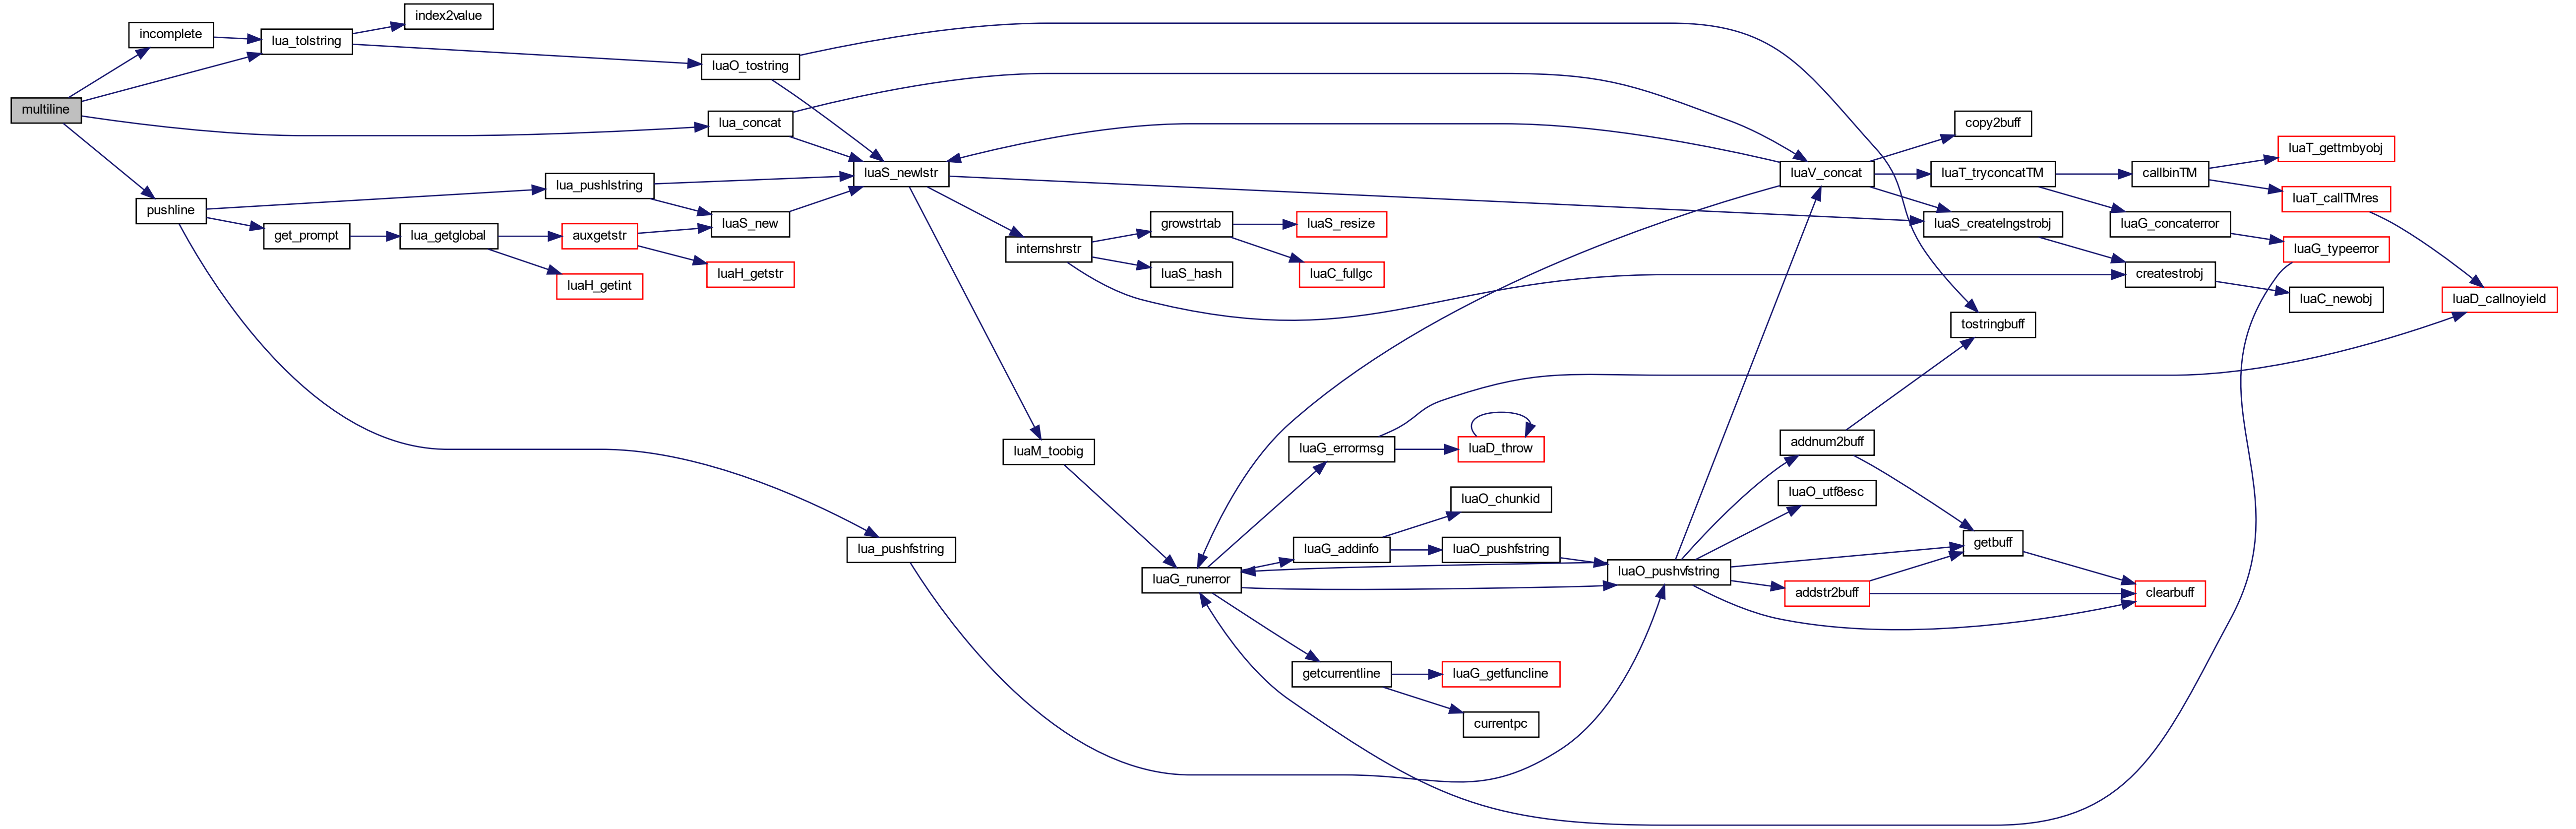 multiline
incomplete
lua_tolstring
index2value
luaO_tostring
lua_concat
pushline
lua_pushlstring
get_prompt
lua_getglobal
auxgetstr
luaS_new
luaH_getstr
luaH_getint
luaS_newlstr
internshrstr
growstrtab
luaS_resize
luaS_hash
luaC_fullgc
luaV_concat
copy2buff
luaT_tryconcatTM
callbinTM
luaT_gettmbyobj
luaT_callTMres
luaS_createlngstrobj
luaG_concaterror
luaG_typeerror
createstrobj
luaC_newobj
luaD_callnoyield
tostringbuff
luaM_toobig
luaG_errormsg
luaD_throw
addnum2buff
luaO_chunkid
luaO_utf8esc
lua_pushfstring
luaG_addinfo
luaO_pushfstring
getbuff
luaG_runerror
luaO_pushvfstring
addstr2buff
clearbuff
getcurrentline
luaG_getfuncline
currentpc